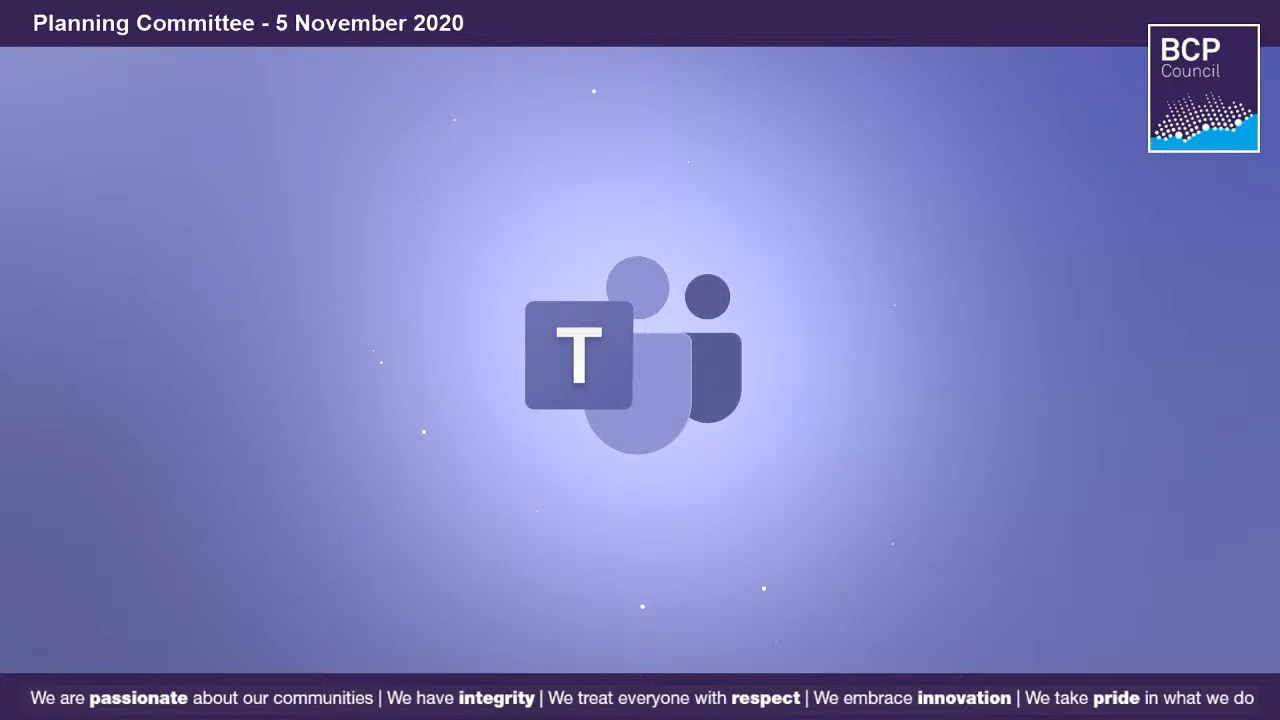 Planning Committee - 5 November 2020
BCP
Council
T
We are passionate about our communities | We have integrity | We treat everyone with respect | We embrace innovation | We take pride in what we do